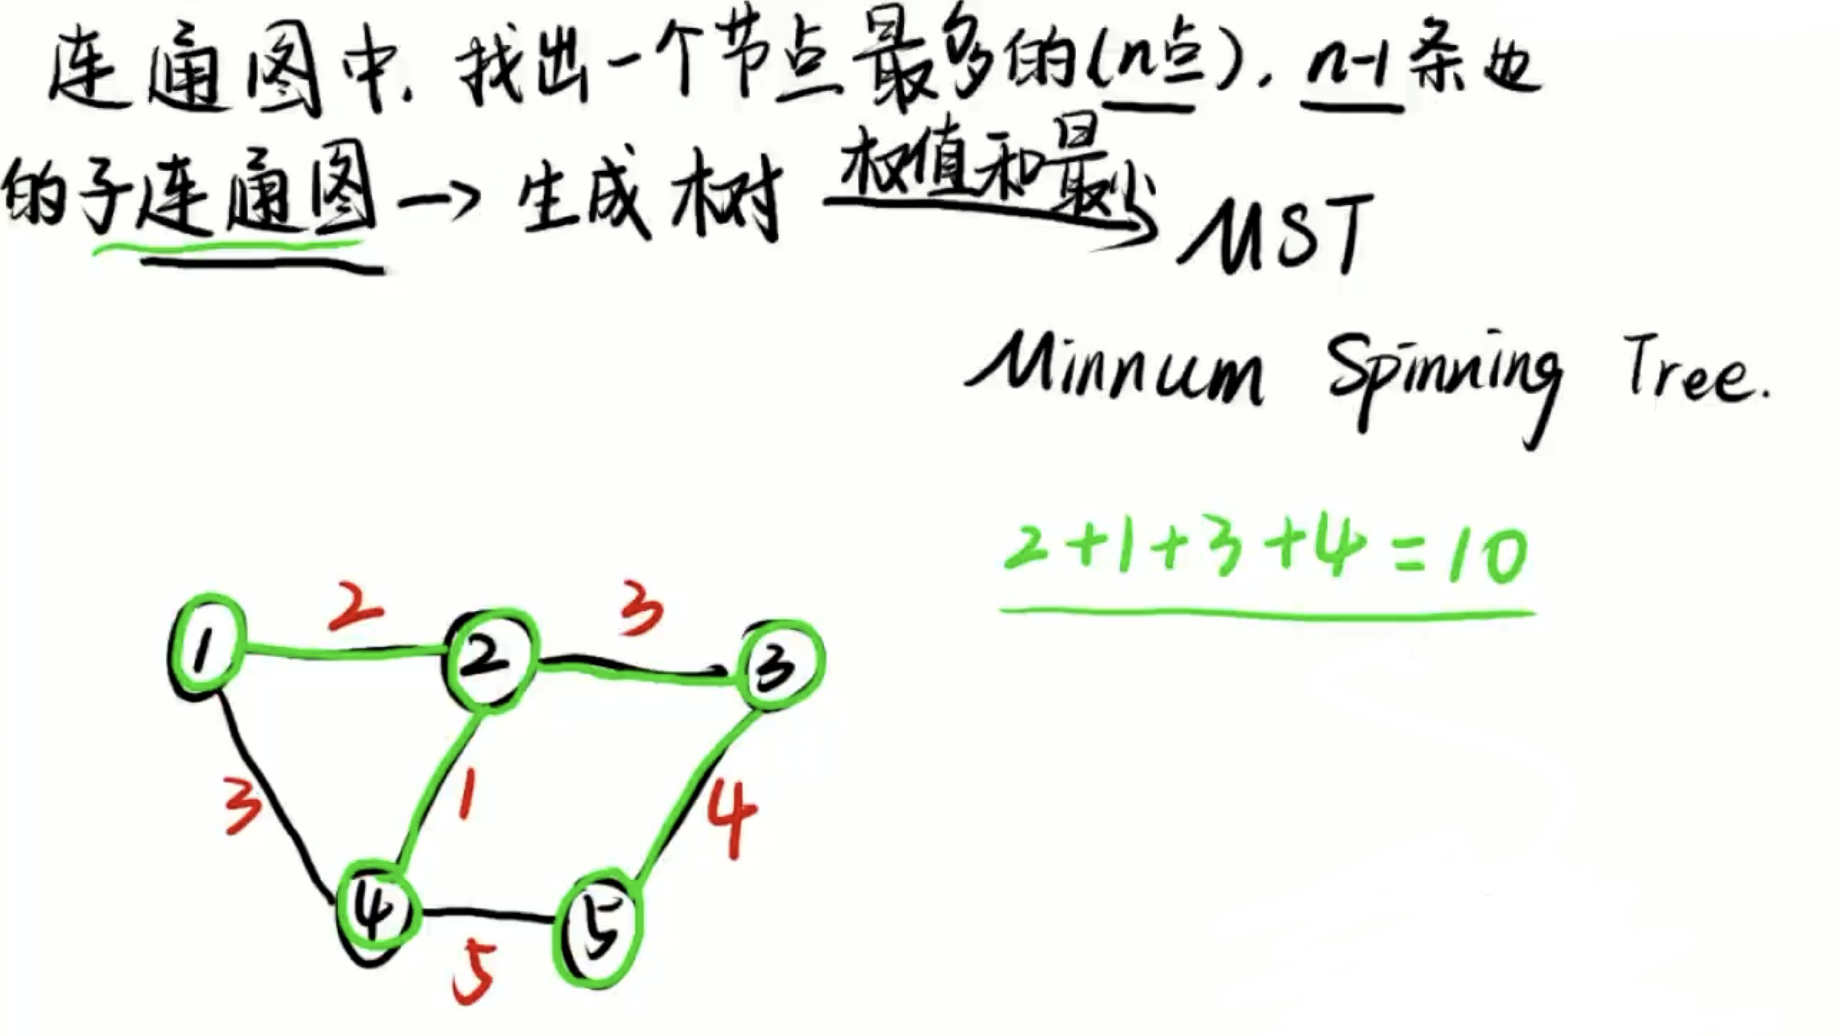 连通图中. 找出一个节点最多的(n点), n-1条边
的子连通图 → 生成树 权值和最小 MST
Minnum Spinning Tree.
2+1+3+4=10
2 3
1 2 3
3 1 4
4 5
5